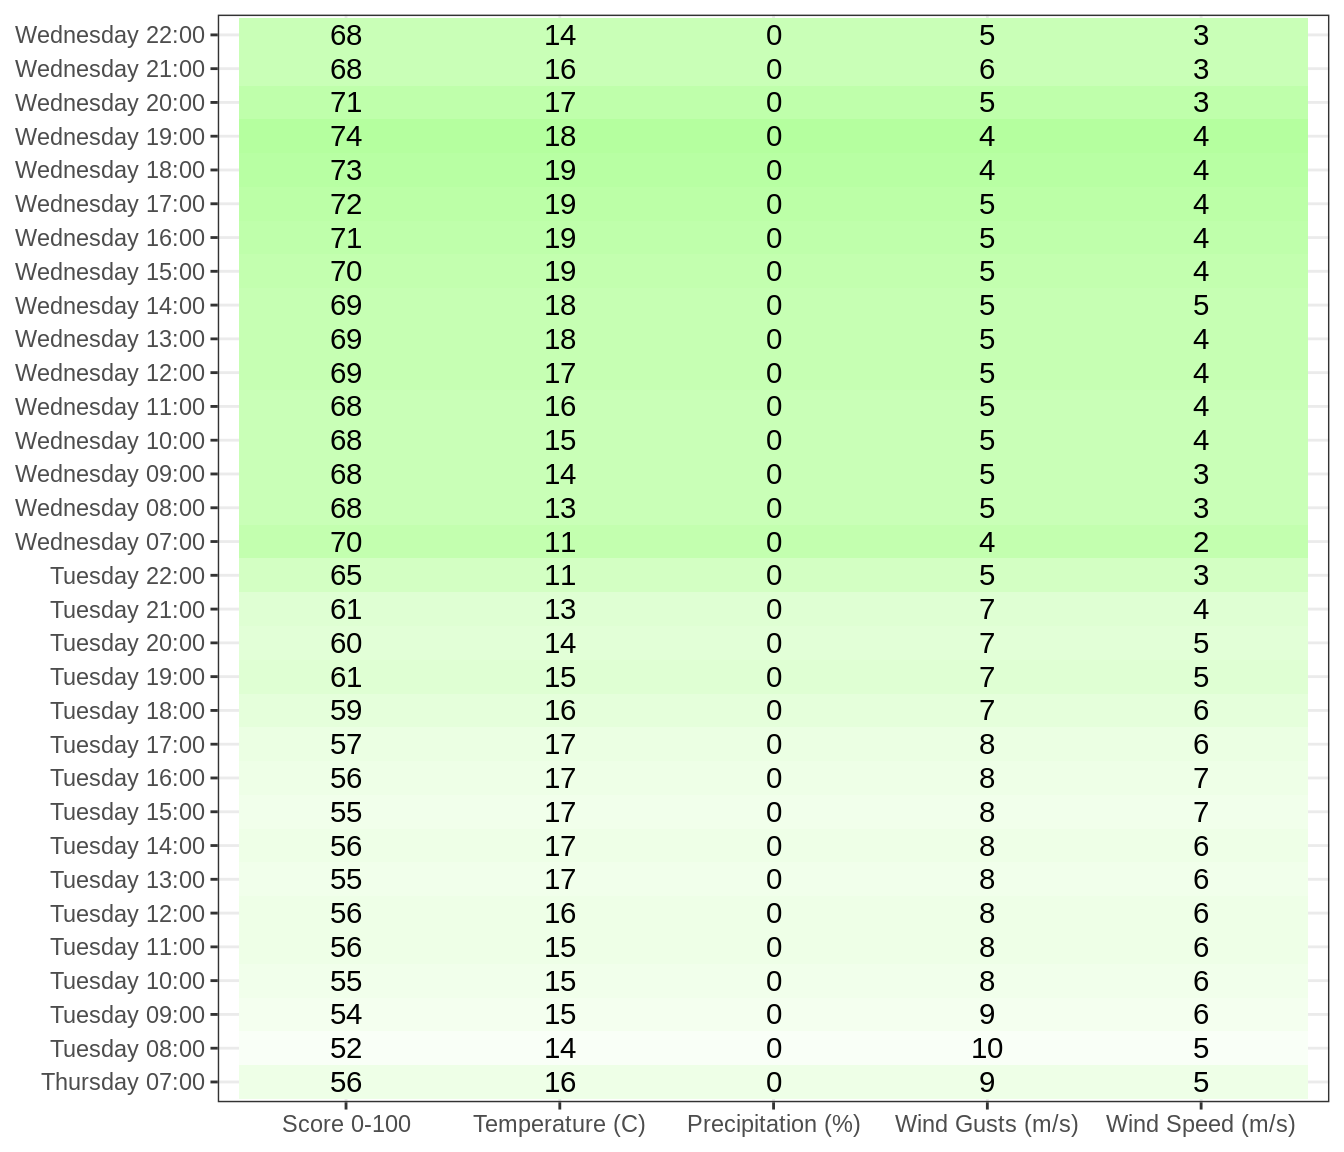 Wednesday 22:00 68 14 0 5 3
Wednesday 21:00 68 16 0 6 3
Wednesday 20:00 71 17 0 5 3
Wednesday 19:00 74 18 0 4 4
Wednesday 18:00 73 19 0 4 4
Wednesday 17:00 72 19 0 5 4
Wednesday 16:00 71 19 0 5 4
Wednesday 15:00 70 19 0 5 4
Wednesday 14:00 69 18 0 5 5
Wednesday 13:00 69 18 0 5 4
Wednesday 12:00 69 17 0 5 4
Wednesday 11:00 68 16 0 5 4
Wednesday 10:00 68 15 0 5 4
Wednesday 09:00 68 14 0 5 3
Wednesday 08:00 68 13 0 5 3
Wednesday 07:00 70 11 0 4 2
Tuesday 22:00 65 11 0 5 3
Tuesday 21:00 61 13 0 7 4
Tuesday 20:00 60 14 0 7 5
Tuesday 19:00 61 15 0 7 5
Tuesday 18:00 59 16 0 7 6
Tuesday 17:00 57 17 0 8 6
Tuesday 16:00 56 17 0 8 7
Tuesday 15:00 55 17 0 8 7
Tuesday 14:00 56 17 0 8 6
Tuesday 13:00 55 17 0 8 6
Tuesday 12:00 56 16 0 8 6
Tuesday 11:00 56 15 0 8 6
Tuesday 10:00 55 15 0 8 6
Tuesday 09:00 54 15 0 9 6
Tuesday 08:00 52 14 0 10 5
Thursday 07:00 56 16 0 9 5
Score 0-100 Temperature (C) Precipitation (%) Wind Gusts (m/s) Wind Speed (m/s)